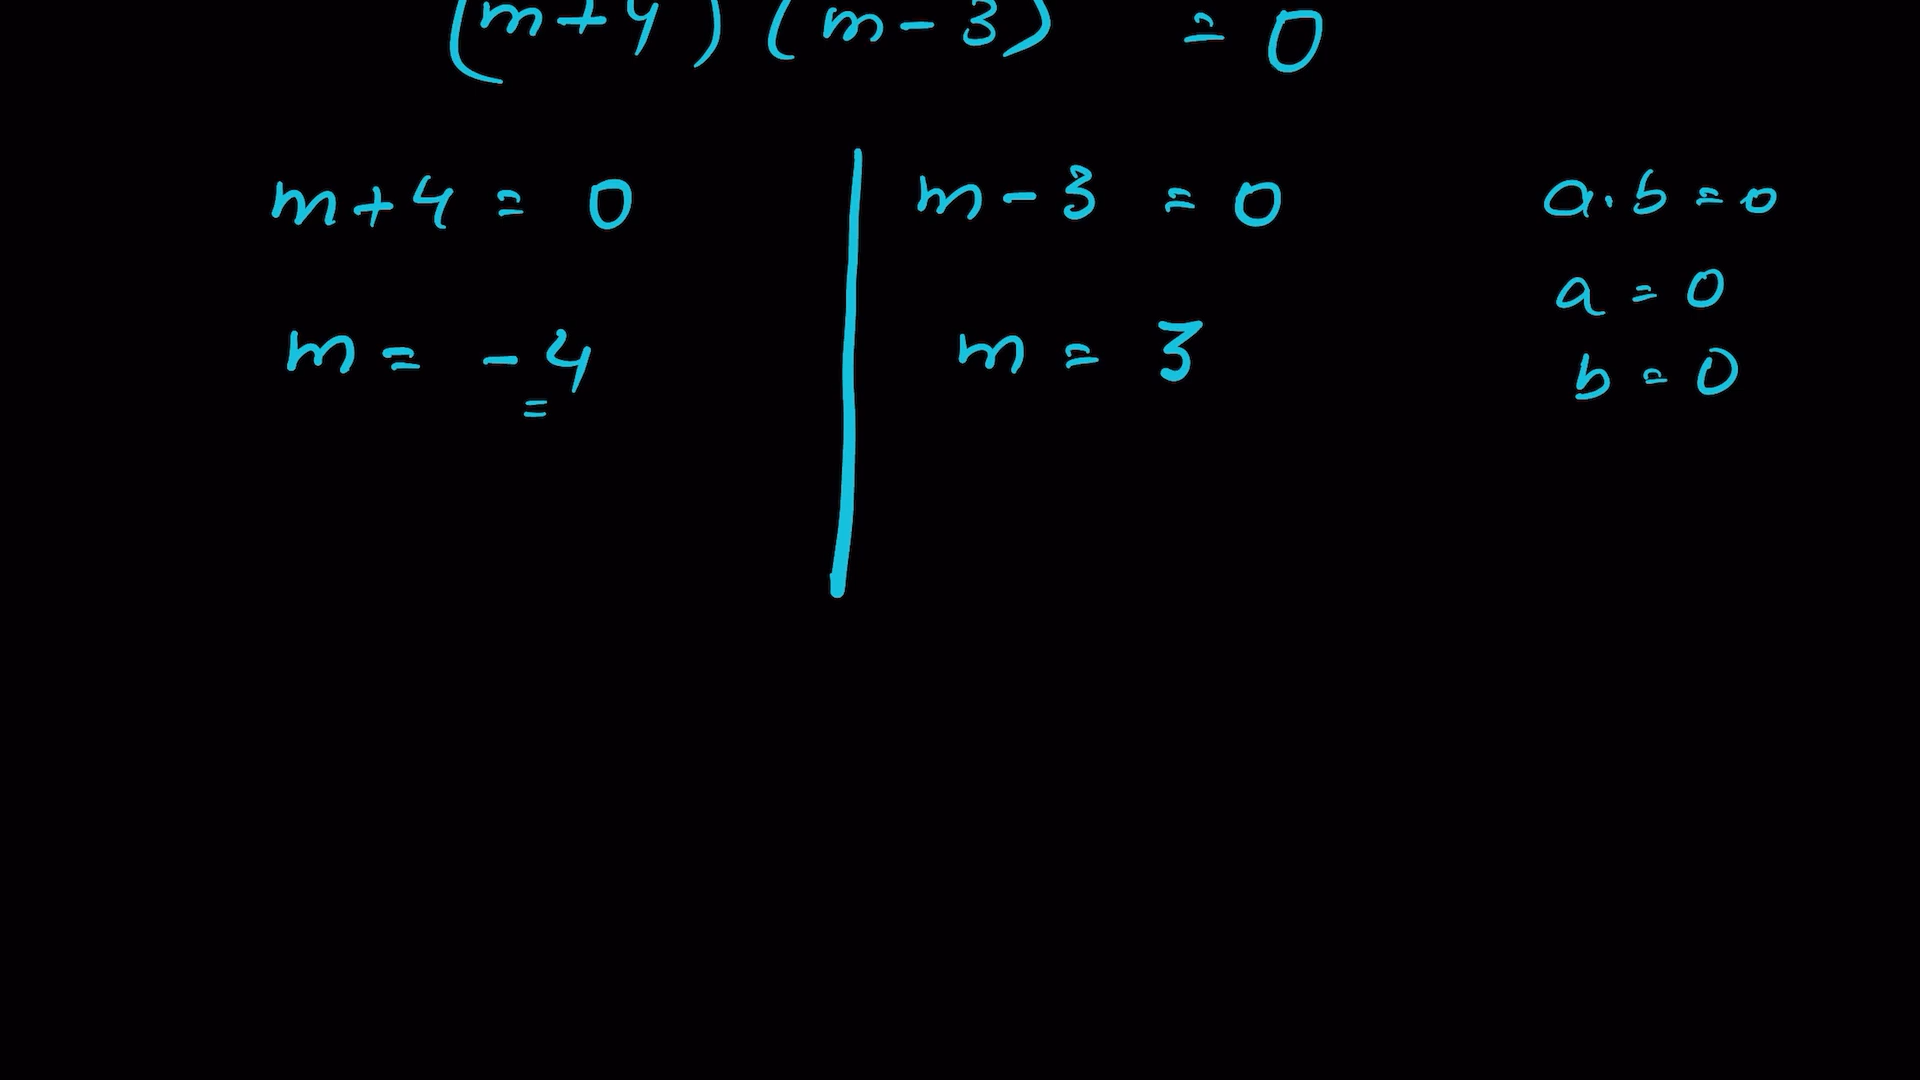 (m+4)(m-3) = 0
m+4 = 0
m = -4
=
m-3 = 0
m = 3
a.b=0
a=0
b=0